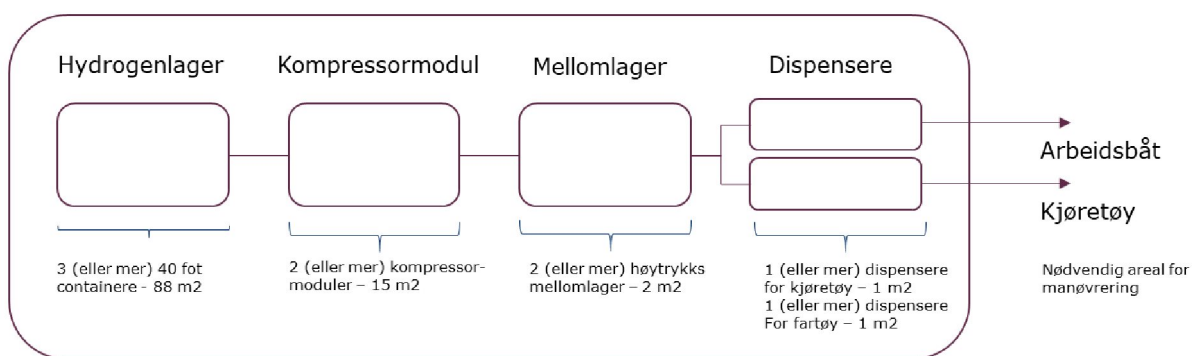 Hydrogenlager
Kompressormodul
Mellomlager
Dispensere
Arbeidsbåt
Kjøretøy
3 (eller mer) 40 fot
containere - 88 m2
2 (eller mer) kompressor-
moduler – 15 m2
2 (eller mer) høytrykks
mellomlager – 2 m2
1 (eller mer) dispensere
for kjøretøy – 1 m2
1 (eller mer) dispensere
For fartøy – 1 m2
Nødvendig areal for
manøvrering